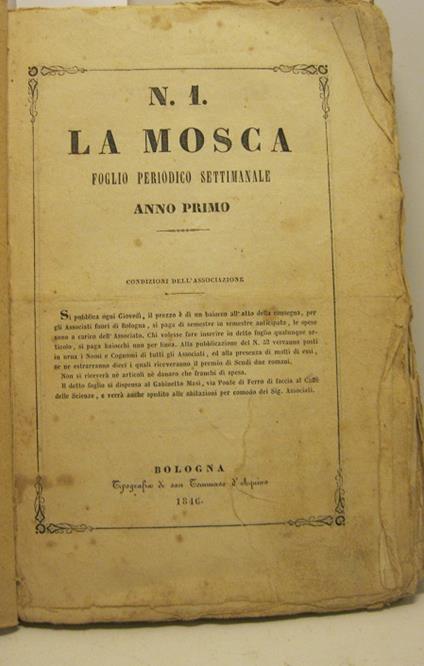 N. 1.
LA MOSCA
FOGLIO PERIODICO SETTIMANALE
ANNO PRIMO
CONDIZIONI DELL'ASSOCIAZIONE
Si pubblica ogni Giovedì, il prezzo è di un baiocco all'atto della consegna, per
gli Associati fuori di Bologna, si paga di semestre in semestre anticipato, le spese
sono a carico dell'Associato. Chi volesse fare inserire in detto foglio qualunque ar-
ticolo, si paga baiocchi uno per linea. Alla pubblicazione del N. 52 verranno posti
in urna i Nomi e Cognomi di tutti gli Associati, ed alla presenza di molti di essi,
se ne estrarranno dieci i quali riceveranno il premio di Scudi due romani.
Non si riceverà nè articoli nè danaro che franchi di spesa.
Il detto foglio si dispensa al Gabinetto Masi, via Ponte di Ferro di faccia al Caffè
delle Scienze, e verrà anche spedito alle abitazioni per comodo dei Sig. Associati.
BOLOGNA
Tipografia di san Tommaso d'Aquino
1846.